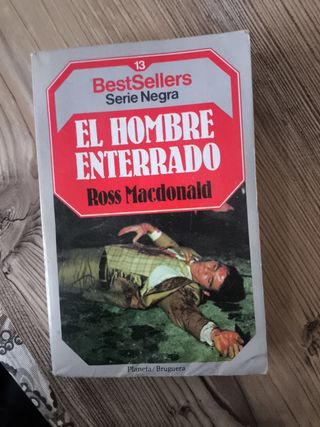 13
BestSellers
Serie Negra
EL HOMBRE
ENTERRADO
Ross Macdonald
Planeta/Bruguera